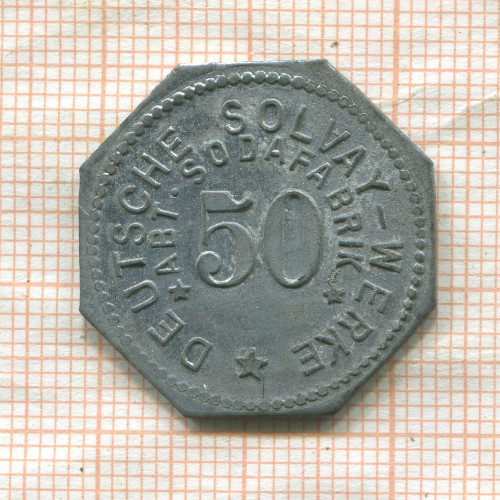 DEUTSCHE SOLVAY-WERKE
ABT. SODAFABRIK
50